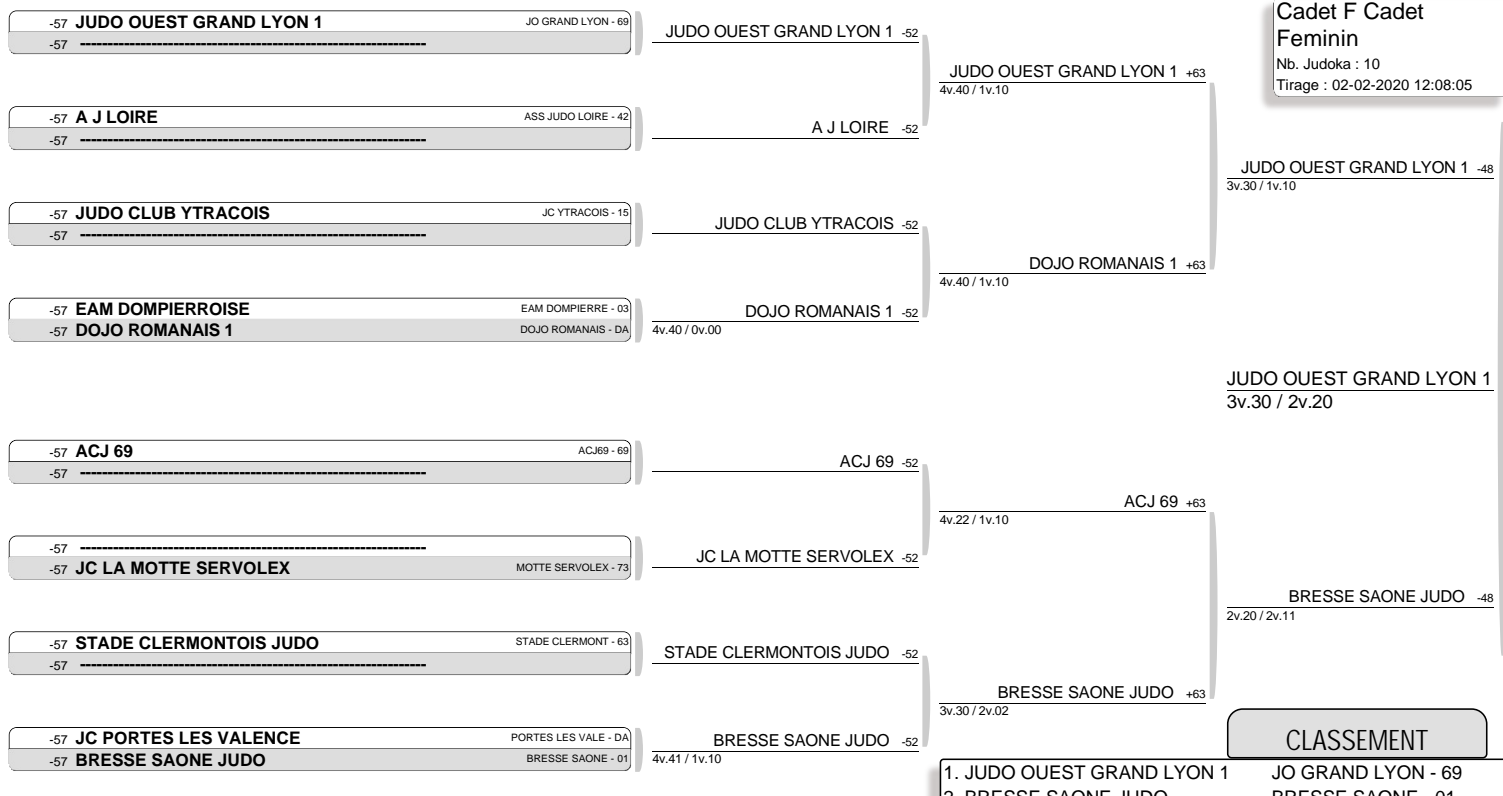 Cadet F Cadet
Feminin
Nb. Judoka : 10
Tirage : 02-02-2020 12:08:05
-57 JUDO OUEST GRAND LYON 1 JO GRAND LYON - 69
-57 ----------------------------------------------------------------
-57 A J LOIRE ASS JUDO LOIRE - 42
-57 ----------------------------------------------------------------
-57 JUDO CLUB YTRACOIS JC YTRACOIS - 15
-57 ----------------------------------------------------------------
-57 EAM DOMPIERROISE EAM DOMPIERRE - 03
-57 DOJO ROMANAIS 1 DOJO ROMANAIS - DA
-57 ACJ 69 ACJ69 - 69
-57 ----------------------------------------------------------------
-57 ----------------------------------------------------------------
-57 JC LA MOTTE SERVOLEX MOTTE SERVOLEX - 73
-57 STADE CLERMONTOIS JUDO STADE CLERMONT - 63
-57 ----------------------------------------------------------------
-57 JC PORTES LES VALENCE PORTES LES VALE - DA
-57 BRESSE SAONE JUDO BRESSE SAONE - 01
JUDO OUEST GRAND LYON 1 -52
A J LOIRE -52
JUDO CLUB YTRACOIS -52
DOJO ROMANAIS 1 -52
4v.40 / 0v.00
ACJ 69 -52
JC LA MOTTE SERVOLEX -52
STADE CLERMONTOIS JUDO -52
BRESSE SAONE JUDO -52
4v.41 / 1v.10
JUDO OUEST GRAND LYON 1 +63
4v.40 / 1v.10
DOJO ROMANAIS 1 +63
4v.40 / 1v.10
ACJ 69 +63
4v.22 / 1v.10
BRESSE SAONE JUDO +63
3v.30 / 2v.02
JUDO OUEST GRAND LYON 1 -48
3v.30 / 1v.10
JUDO OUEST GRAND LYON 1
3v.30 / 2v.20
BRESSE SAONE JUDO -48
2v.20 / 2v.11
CLASSEMENT
1. JUDO OUEST GRAND LYON 1 JO GRAND LYON - 69
2. BRESSE SAONE JUDO BRESSE SAONE - 01